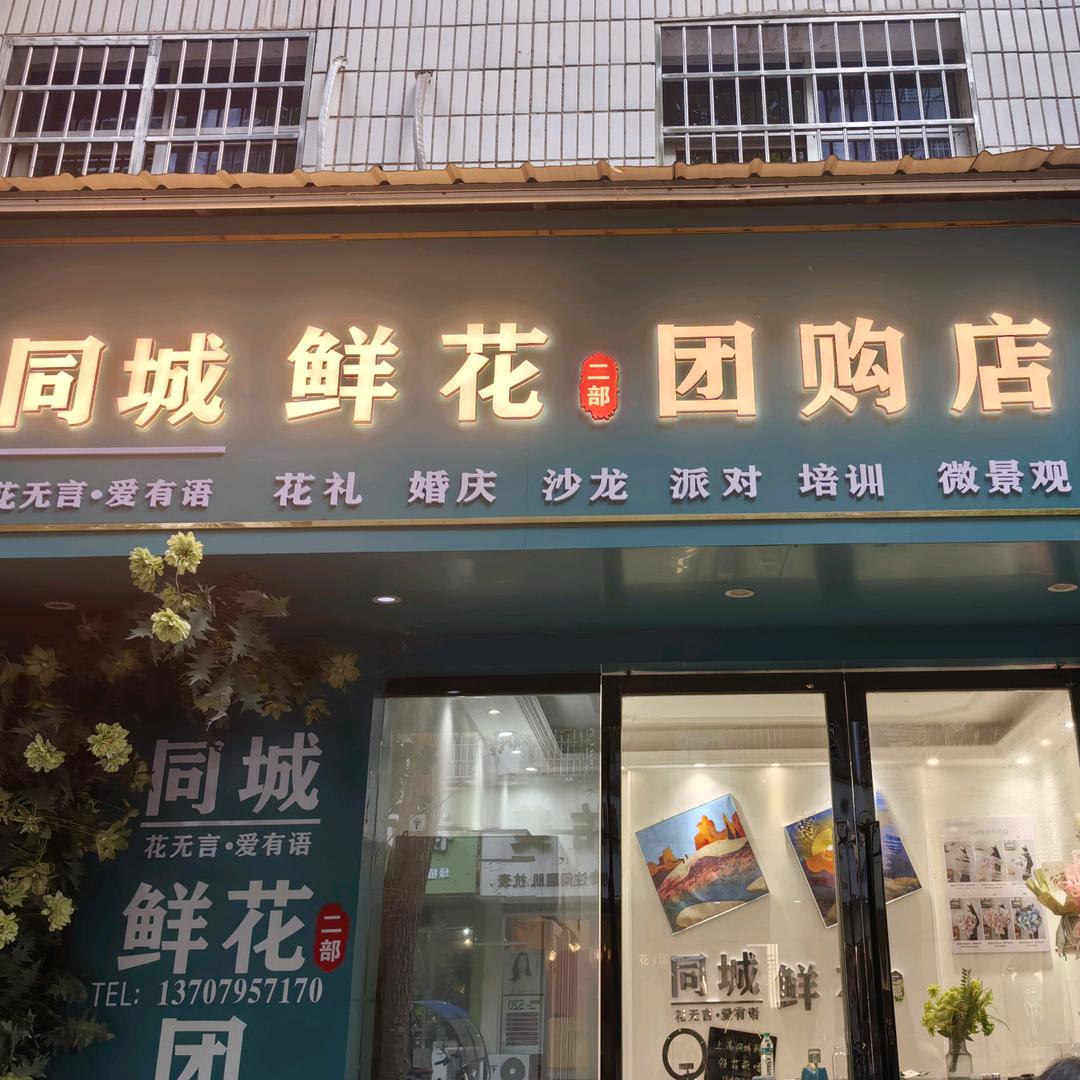 同城 鲜花 二部 团购店
花无言·爱有语 花礼 婚庆 沙龙 派对 培训 微景观
同城
花无言·爱有语
鲜花 二部
TEL: 13707957170
团
同城 鲜
花无言·爱有语